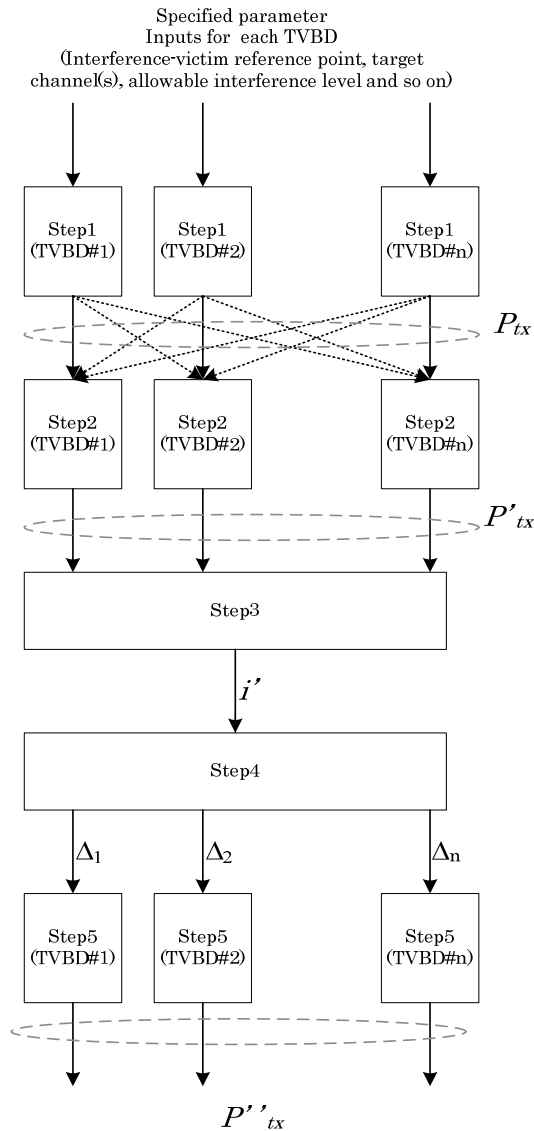 Specified parameter
Inputs for each TVBD
(Interference-victim reference point, target
channel(s), allowable interference level and so on)
Step1
(TVBD#1)
Step1
(TVBD#2)
Step1
(TVBD#n)
Ptx
Step2
(TVBD#1)
Step2
(TVBD#2)
Step2
(TVBD#n)
P'tx
Step3
i'
Step4
Δ1
Δ2
Δn
Step5
(TVBD#1)
Step5
(TVBD#2)
Step5
(TVBD#n)
P''tx